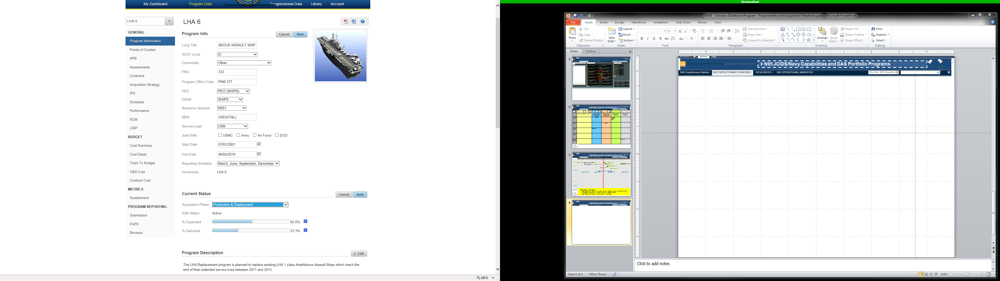 My Dashboard
Program Data
Congressional Data
Library
Account
LHA 6
GENERAL
Program Information
Points of Contact
APB
Assessments
Contracts
Acquisition Strategy
IPA
Schedule
Performance
SCM
LRIP
BUDGET
Cost Summary
Cost Detail
Track To Budget
O&S Cost
Contract Cost
METRICS
Sustainment
PROGRAM REPORTING
Submission
PoPS
Reviews
LHA 6
Program Info
Cancel
Save
Long Title IBIOUS ASSAULT SHIP
ACAT Level IC
Commodity Other
PNO 333
Program Office Code PMS 377
PEO PEO (SHIPS)
DASN SHIPS
Resource Sponsor N951
MDA USD(AT&L)
Service Lead USN
Joint With USMC Army Air Force DOD
Start Date 07/01/2001
End Date 06/04/2018
Reporting Schedule March, June, September, December
Increments LHA 6
Current Status
Cancel
Save
Acquisition Phase Production & Deployment
ASN Status Active
% Expended 50.8%
% Delivered 33.3%
Program Description
Edit
The LHA Replacement program is planned to replace existing LHA 1 class Amphibious Assault Ships which reach the
end of their extended service lives between 2011 and 2015.
100%
Unclassified
N95B - Directors Dashboard Program - Requirements and Acquisition Milestones.pptx - Microsoft PowerPoint
File Home Insert Design Transitions Animations Slide Show Review View
Paste
Cut
Copy
Format Painter
Clipboard
New
Slide
Layout
Reset
Section
Slides
Font
Text Direction
Align Text
Convert to SmartArt
Paragraph
Arrange
Quick
Styles
Shape Fill
Shape Outline
Shape Effects
Drawing
Find
Replace
Select
Editing
Slides Outline
1
2
3
4
Browse Page
N95 Expeditionary Warfare Director's Dashboard
N95 JCIDS/Navy Capabilities and DAS Portfolio Programs
N95 Expeditionary Warfare N95 EXPEDITIONARY WARFARE RESOURCES N95 OPERATIONAL NARRATIVE
Click to add notes
Slide 4 of 4 "Office Theme" 110%